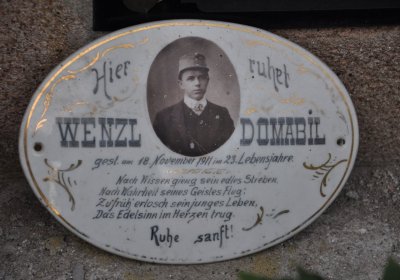 Hier ruhet
WENZL DOMABIL
gest. am 18. November 1911 im 23. Lebensjahre.
Nach Wissen gieng sein edles Streben,
Nach Wahrheit seines Geistes Flug;
Zu früh erlosch sein junges Leben,
Das Edelsinn im Herzen trug.
Ruhe sanft!